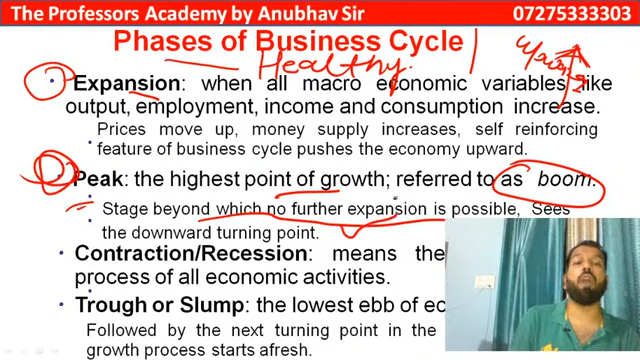 The Professors Academy by Anubhav Sir 07275333303
Phases of Business Cycle
Healthy
Expansion: when all macro economic variables like
output, employment, income and consumption increase.
Prices move up, money supply increases, self reinforcing
feature of business cycle pushes the economy upward.
Peak: the highest point of growth; referred to as boom.
Stage beyond which no further expansion is possible, Sees
the downward turning point.
Contraction/Recession: means the
process of all economic activities.
Trough or Slump: the lowest ebb of
Followed by the next turning point in the
growth process starts afresh.